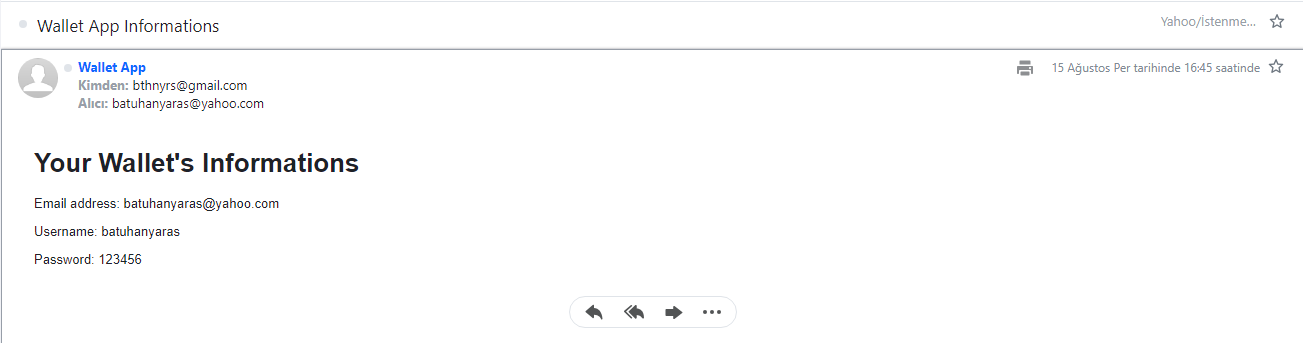 Wallet App Informations
Yahoo/İstenme...
Wallet App
15 Ağustos Per tarihinde 16:45 saatinde
Kimden: bthnyrs@gmail.com
Alıcı: batuhanyaras@yahoo.com
Your Wallet's Informations
Email address: batuhanyaras@yahoo.com
Username: batuhanyaras
Password: 123456